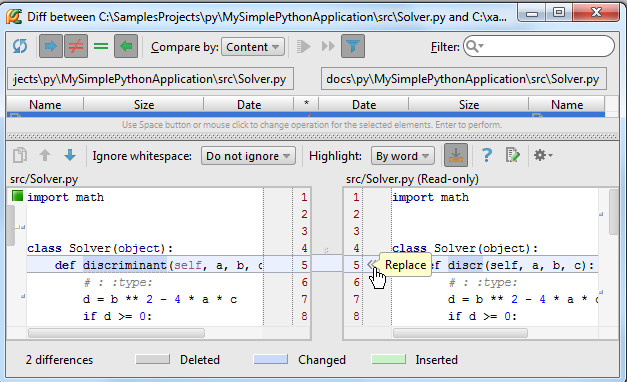 Diff between C:\SamplesProjects\py\MySimplePythonApplication\src\Solver.py and C:\xa...
Compare by: Content Filter:
jects\py\MySimplePythonApplication\src\Solver.py docs\py\MySimplePythonApplication\src\Solver.py
Name Size Date * Date Size Name
Use Space button or mouse click to change operation for the selected elements. Enter to perform.
Ignore whitespace: Do not ignore Highlight: By word ?
src/Solver.py src/Solver.py (Read-only)
import math 1 1 import math
2 2
3 3
class Solver(object): 4 4 class Solver(object):
def discriminant(self, a, b, c 5 5 Replace f discr(self, a, b, c):
# : :type: 6 6 # : :type:
d = b ** 2 - 4 * a * c 7 7 d = b ** 2 - 4 * a * c
if d >= 0: 8 8 if d >= 0:
2 differences Deleted Changed Inserted